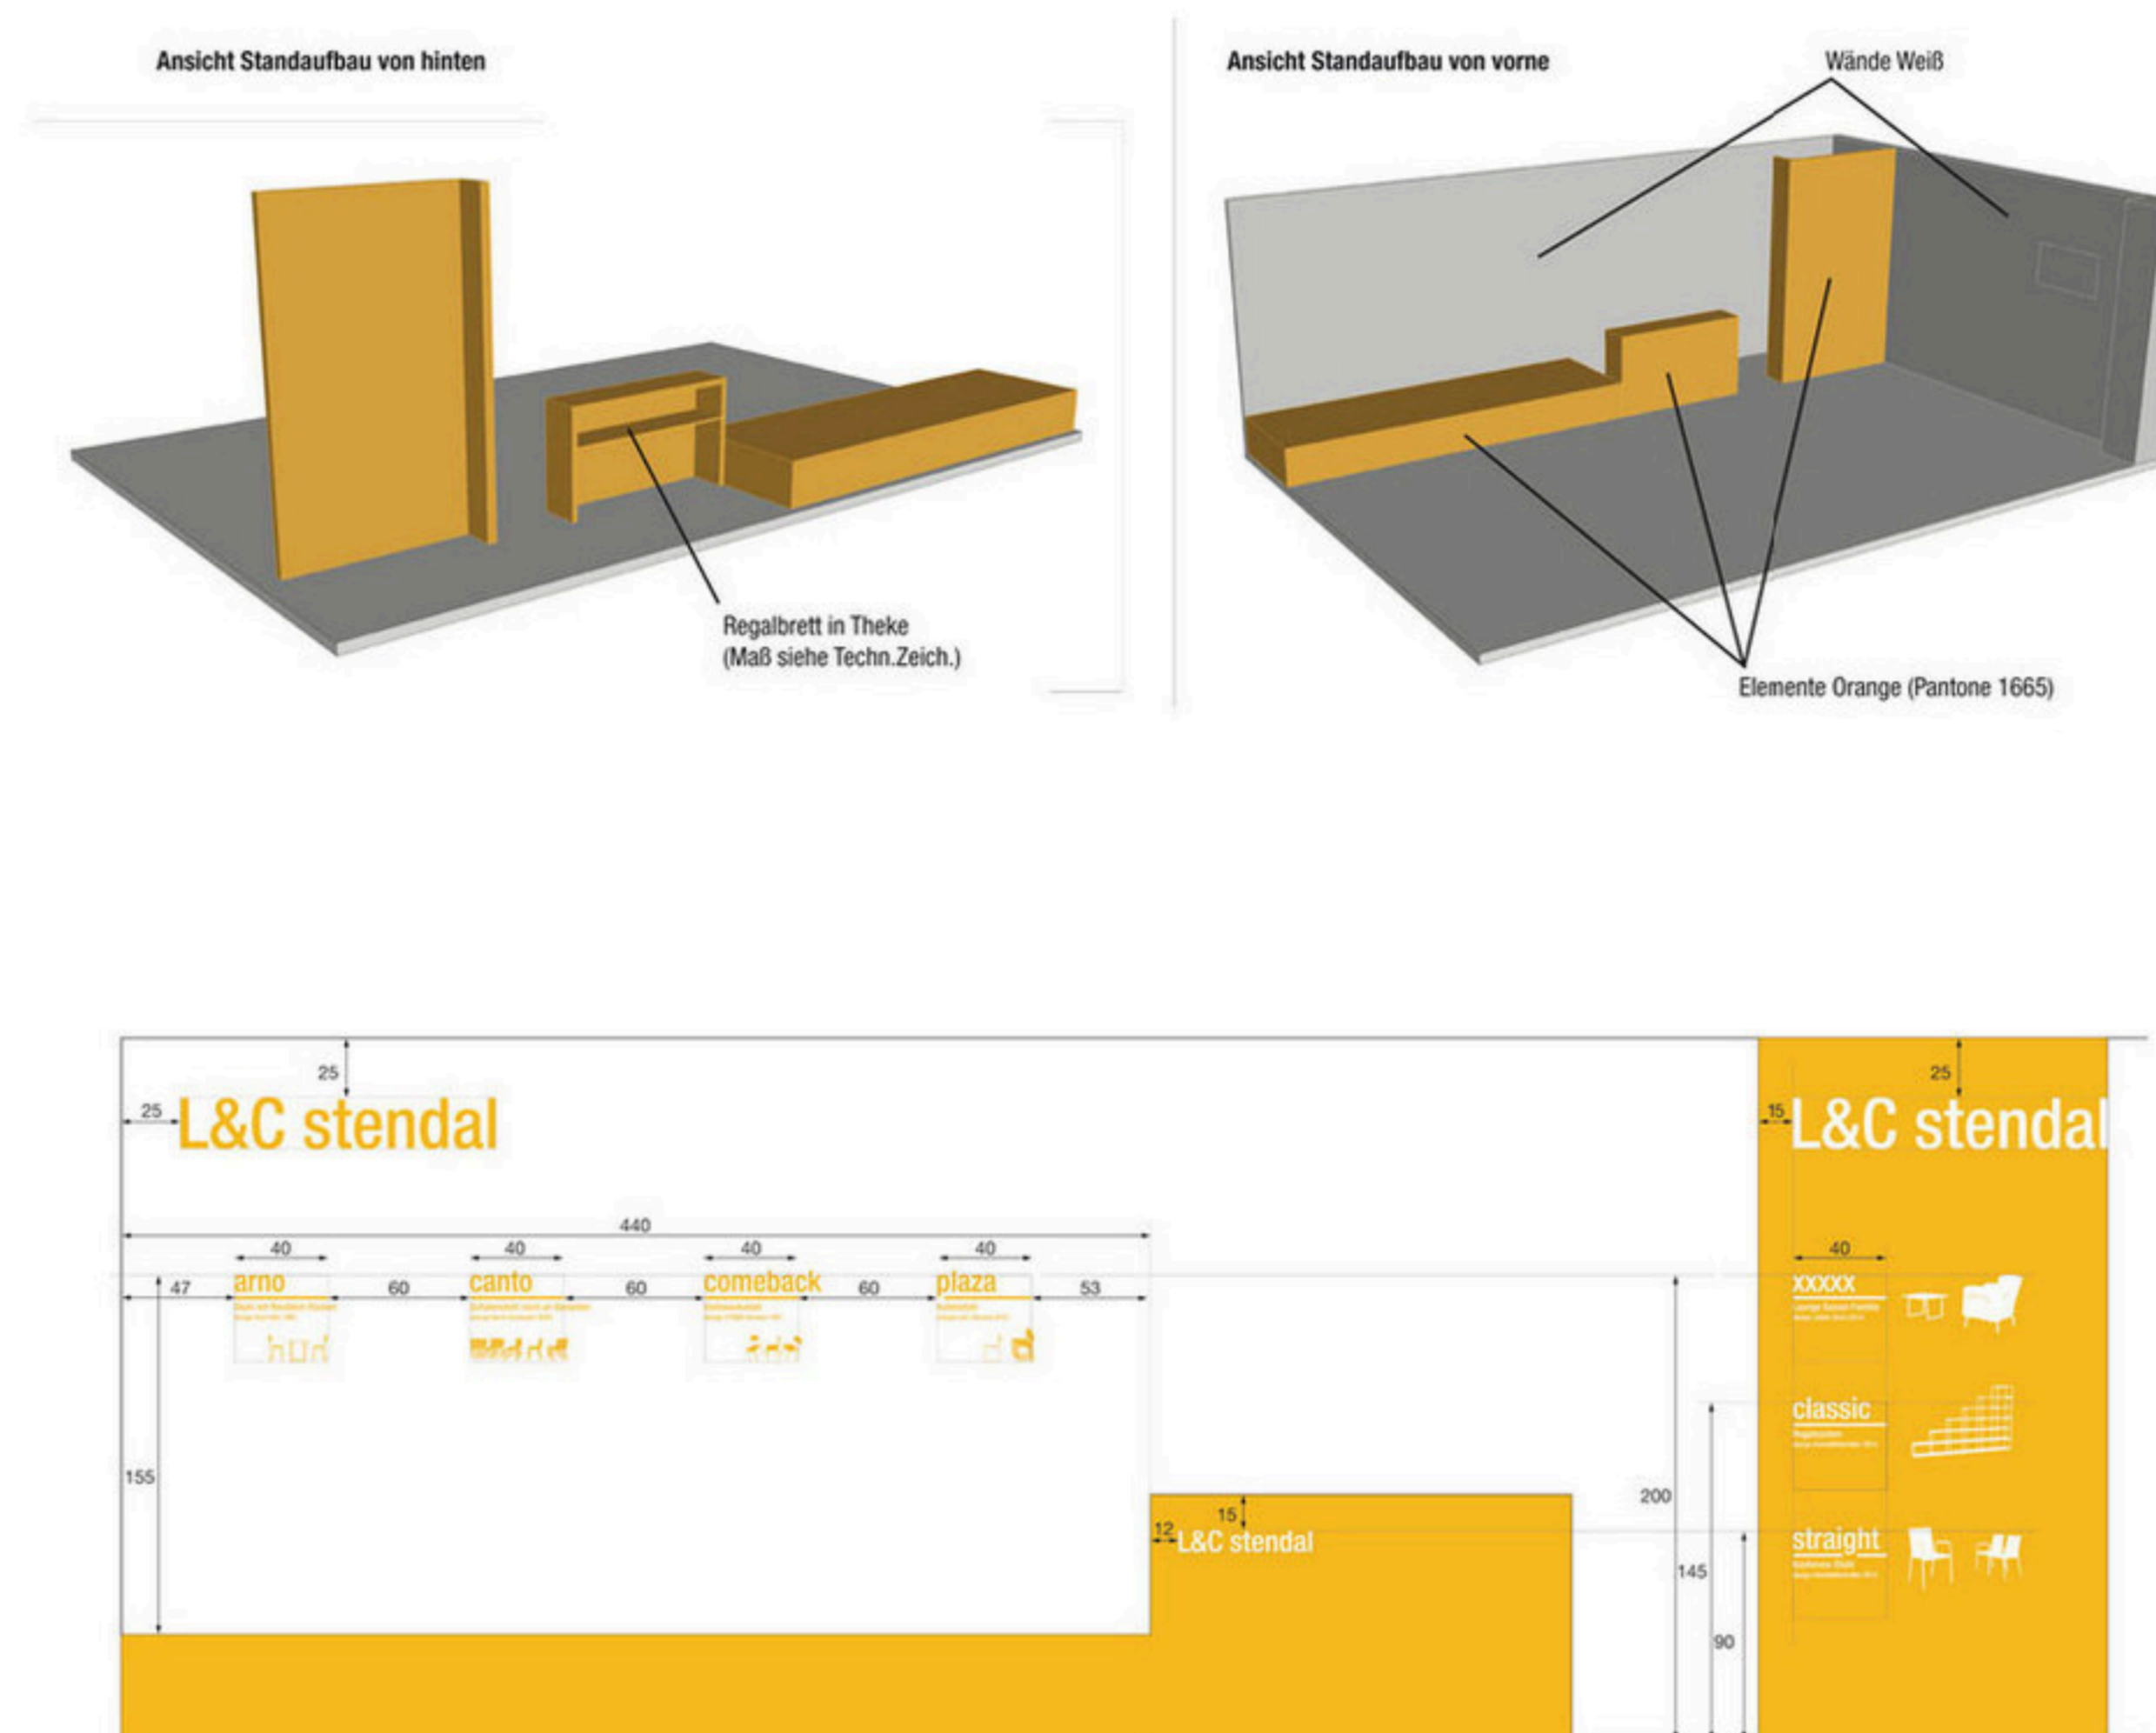 Ansicht Standaufbau von hinten
Regalbrett in Theke
(Maß siehe Techn.Zeich.)
Ansicht Standaufbau von vorne
Wände Weiß
Elemente Orange (Pantone 1665)
25
25
L&C stendal
25
15
L&C stendal
440
40
40
40
40
40
47
arno
60
canto
60
comeback
60
plaza
53
xxxxx
classic
155
200
15
12
L&C stendal
straight
145
90